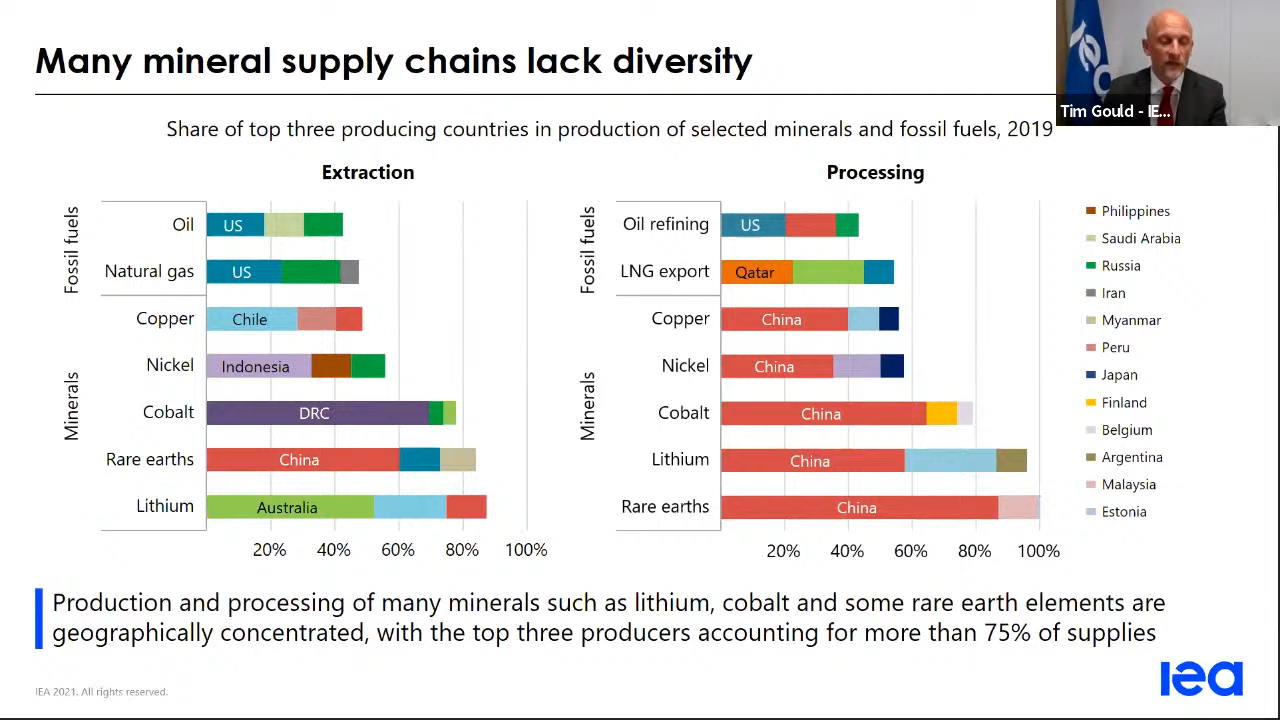 Many mineral supply chains lack diversity
iea
Tim Gould - IE...
Share of top three producing countries in production of selected minerals and fossil fuels, 2019
Extraction
Fossil fuels
Oil
US
Natural gas
US
Minerals
Copper
Chile
Nickel
Indonesia
Cobalt
DRC
Rare earths
China
Lithium
Australia
20% 40% 60% 80% 100%
Processing
Fossil fuels
Oil refining
US
LNG export
Qatar
Minerals
Copper
China
Nickel
China
Cobalt
China
Lithium
China
Rare earths
China
20% 40% 60% 80% 100%
Philippines
Saudi Arabia
Russia
Iran
Myanmar
Peru
Japan
Finland
Belgium
Argentina
Malaysia
Estonia
Production and processing of many minerals such as lithium, cobalt and some rare earth elements are
geographically concentrated, with the top three producers accounting for more than 75% of supplies
IEA 2021. All rights reserved.
iea